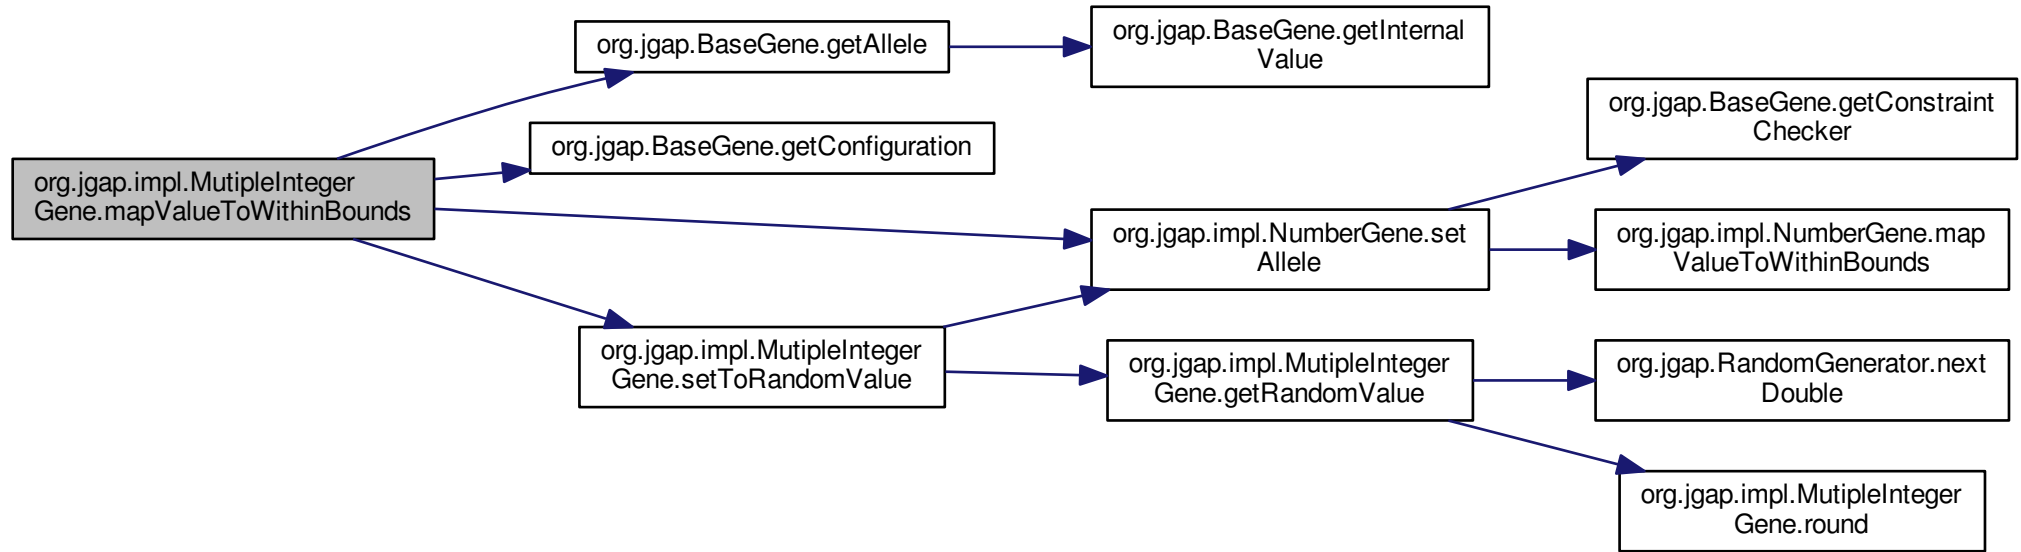 org.jgap.impl.MutipleInteger
Gene.mapValueToWithinBounds
org.jgap.BaseGene.getAllele
org.jgap.BaseGene.getInternal
Value
org.jgap.BaseGene.getConfiguration
org.jgap.impl.NumberGene.set
Allele
org.jgap.BaseGene.getConstraint
Checker
org.jgap.impl.NumberGene.map
ValueToWithinBounds
org.jgap.impl.MutipleInteger
Gene.setToRandomValue
org.jgap.impl.MutipleInteger
Gene.getRandomValue
org.jgap.RandomGenerator.next
Double
org.jgap.impl.MutipleInteger
Gene.round